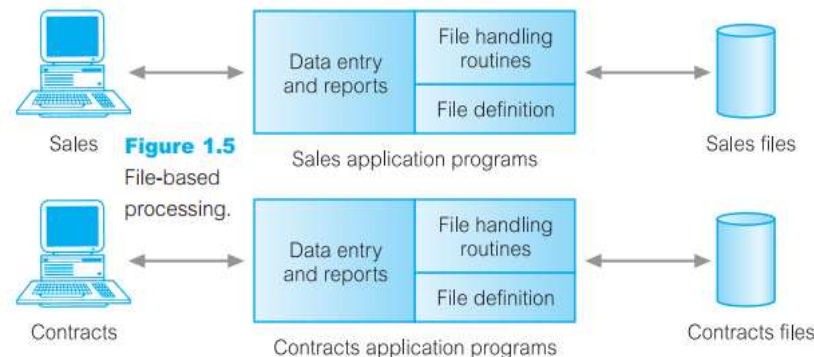 Data entry
and reports
File handling
routines
File definition
Sales
Sales application programs
Sales files
Figure 1.5
File-based
processing.
Data entry
and reports
File handling
routines
File definition
Contracts
Contracts application programs
Contracts files